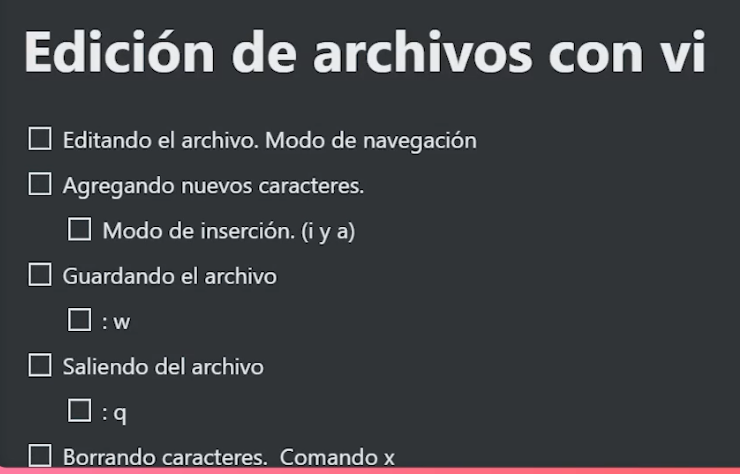 Edición de archivos con vi
Editando el archivo. Modo de navegación
Agregando nuevos caracteres.
Modo de inserción. (i y a)
Guardando el archivo
: w
Saliendo del archivo
: q
Borrando caracteres.  Comando x